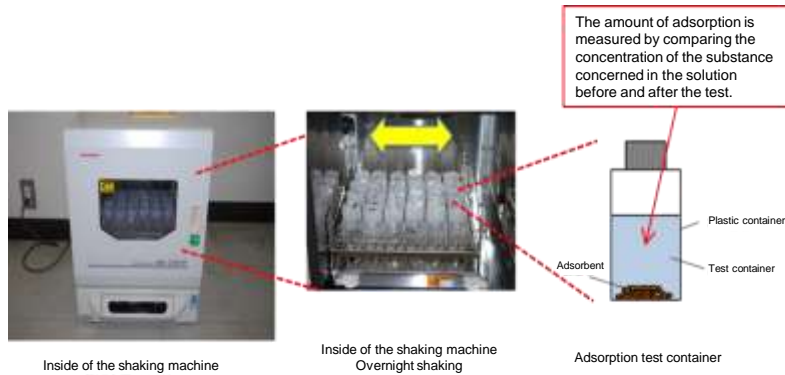 The amount of adsorption is
measured by comparing the
concentration of the substance
concerned in the solution
before and after the test.
Plastic container
Test container
Adsorbent
Inside of the shaking machine
Inside of the shaking machine
Overnight shaking
Adsorption test container